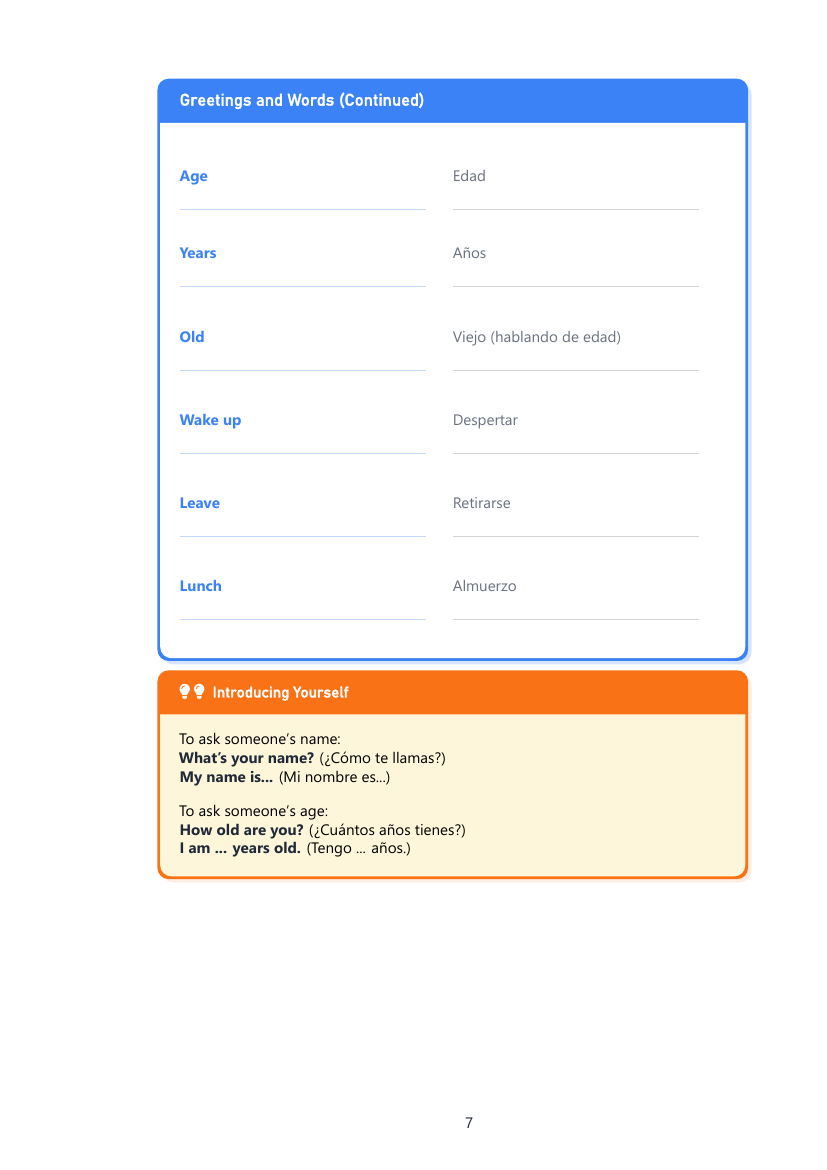 Greetings and Words (Continued)
Age Edad
Years Años
Old Viejo (hablando de edad)
Wake up Despertar
Leave Retirarse
Lunch Almuerzo
Introducing Yourself
To ask someone’s name:
What’s your name? (¿Cómo te llamas?)
My name is... (Mi nombre es...)
To ask someone’s age:
How old are you? (¿Cuántos años tienes?)
I am ... years old. (Tengo ... años.)
7